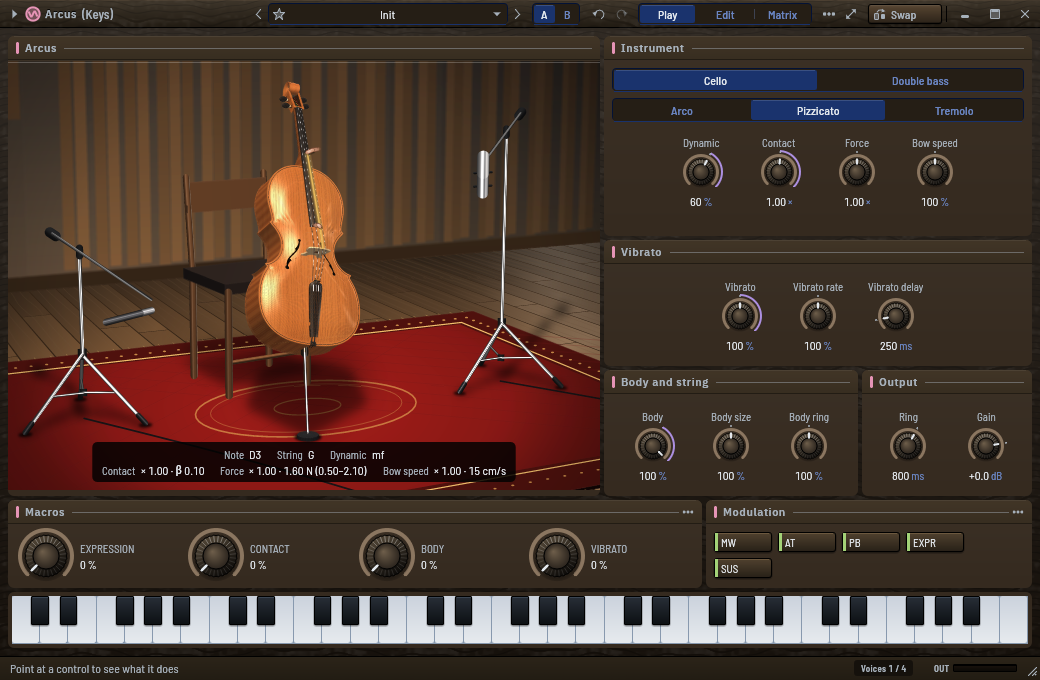 Arcus (Keys)
Init
A B
Play Edit Matrix
Swap
Arcus
Note D3 String G Dynamic mf
Contact × 1.00 · β 0.10 Force × 1.00 · 1.60 N (0.50–2.10) Bow speed × 1.00 · 15 cm/s
Instrument
Cello Double bass
Arco Pizzicato Tremolo
Dynamic Contact Force Bow speed
60 % 1.00 × 1.00 × 100 %
Vibrato
Vibrato Vibrato rate Vibrato delay
100 % 100 % 250 ms
Body and string
Body Body size Body ring
100 % 100 % 100 %
Output
Ring Gain
800 ms +0.0 dB
Macros
EXPRESSION
0 %
CONTACT
0 %
BODY
0 %
VIBRATO
0 %
Modulation
MW AT PB EXPR
SUS
Point at a control to see what it does
Voices 1 / 4 OUT